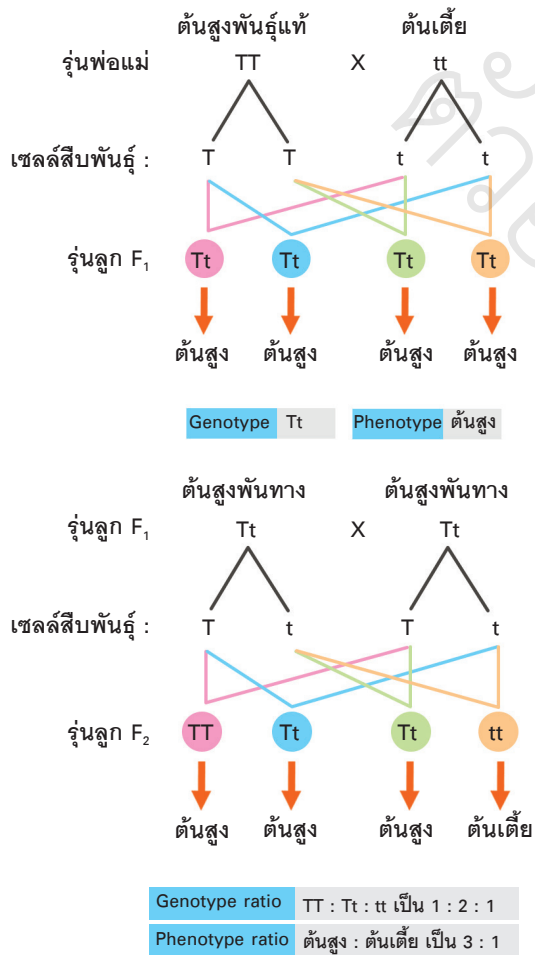 ต้นสูงพันธุ์แท้ ต้นเตี้ย
รุ่นพ่อแม่ TT X tt
เซลล์สืบพันธุ์ : T T t t
รุ่นลูก F₁ Tt Tt Tt Tt
ต้นสูง ต้นสูง ต้นสูง ต้นสูง
Genotype Tt Phenotype ต้นสูง
ต้นสูงพันทาง ต้นสูงพันทาง
รุ่นลูก F₁ Tt X Tt
เซลล์สืบพันธุ์ : T t T t
รุ่นลูก F₂ TT Tt Tt tt
ต้นสูง ต้นสูง ต้นสูง ต้นเตี้ย
Genotype ratio TT : Tt : tt เป็น 1 : 2 : 1
Phenotype ratio ต้นสูง : ต้นเตี้ย เป็น 3 : 1